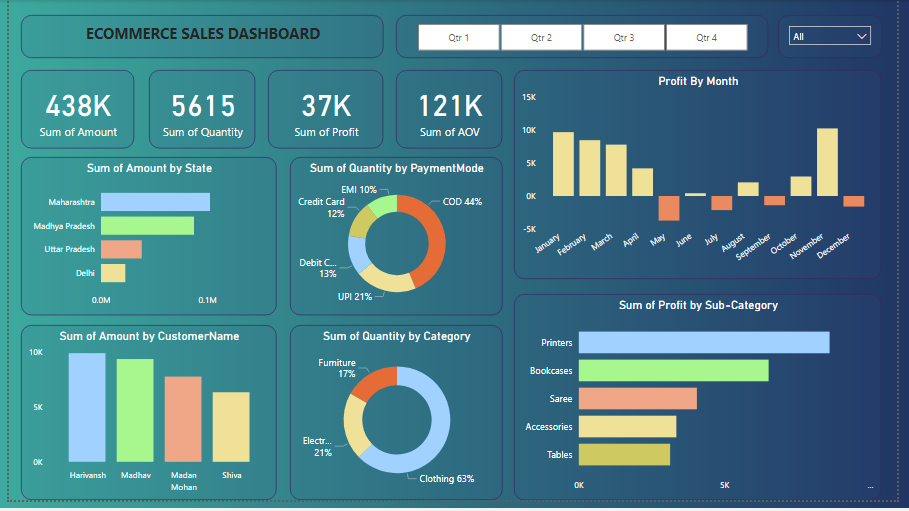 ECOMMERCE SALES DASHBOARD
Qtr 1
Qtr 2
Qtr 3
Qtr 4
All
438K
Sum of Amount
5615
Sum of Quantity
37K
Sum of Profit
121K
Sum of AOV
Profit By Month
15K
10K
5K
0K
-5K
January
February
March
April
May
June
July
August
September
October
November
December
Sum of Amount by State
Maharashtra
Madhya Pradesh
Uttar Pradesh
Delhi
0.0M
0.1M
Sum of Quantity by PaymentMode
EMI 10%
Credit Card
12%
COD 44%
Debit C...
13%
UPI 21%
Sum of Profit by Sub-Category
Printers
Bookcases
Saree
Accessories
Tables
0K
5K
...
Sum of Amount by CustomerName
10K
5K
0K
Harivansh
Madhav
Madan
Mohan
Shiva
Sum of Quantity by Category
Furniture
17%
Electr...
21%
Clothing 63%